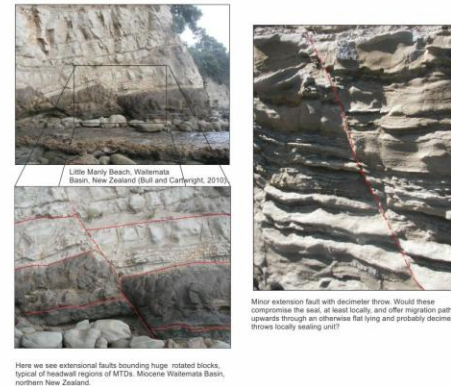 Little Manly Beach, Waitemata
Basin, New Zealand (Bull and Cartwright, 2010)
Here we see extensional faults bounding huge rotated blocks,
typical of headwall regions of MTDs. Miocene Waitemata Basin,
northern New Zealand.
Minor extension fault with decimeter throw. Would these
compromise the seal, at least locally, and offer migration path
upwards through an otherwise flat lying and probably decime
throws locally sealing unit?